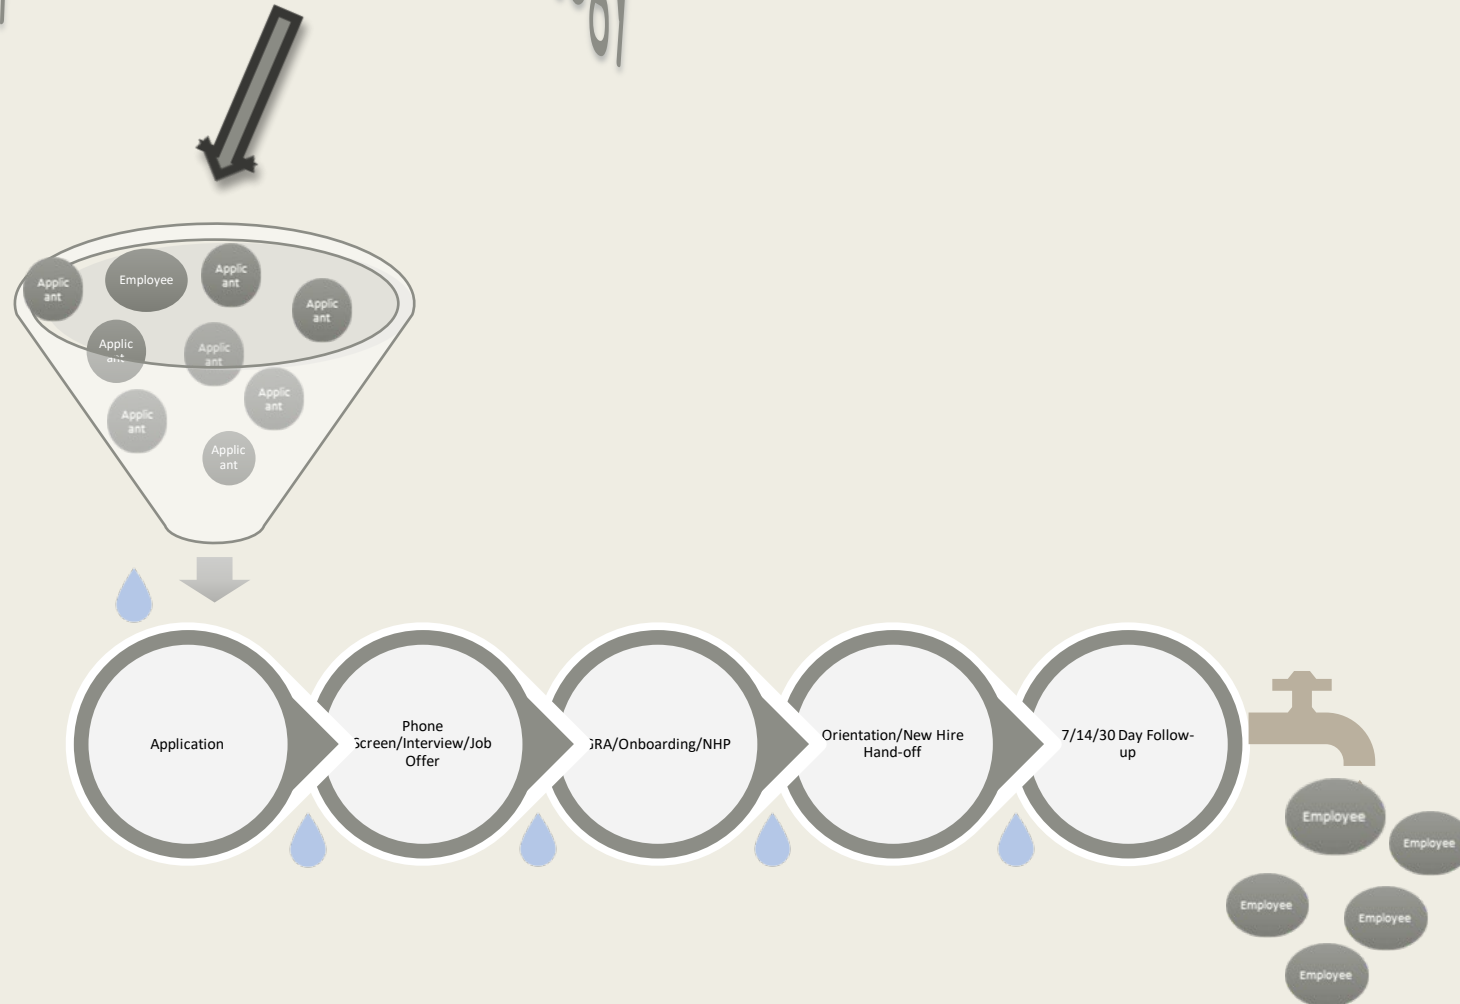 Applic
ant
Employee
Applic
ant
Applic
ant
Applic
ant
Applic
ant
Applic
ant
Applic
ant
Applic
ant
Application
Phone
Screen/Interview/Job
Offer
GRA/Onboarding/NHP
Orientation/New Hire
Hand-off
7/14/30 Day Follow-
up
Employee
Employee
Employee
Employee
Employee